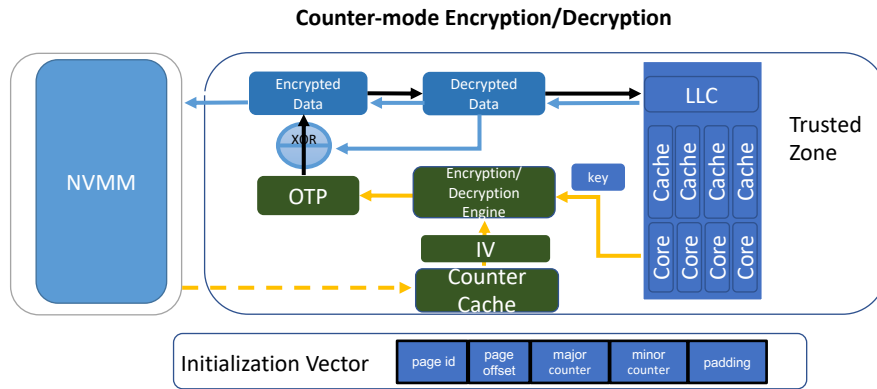 Counter-mode Encryption/Decryption
Encrypted
Data
Decrypted
Data
LLC
Trusted
Zone
XOR
NVMM
OTP
Encryption/
Decryption
Engine
key
Cache
Cache
Cache
Cache
IV
Counter
Cache
Core
Core
Core
Core
Initialization Vector
page id
page
offset
major
counter
minor
counter
padding